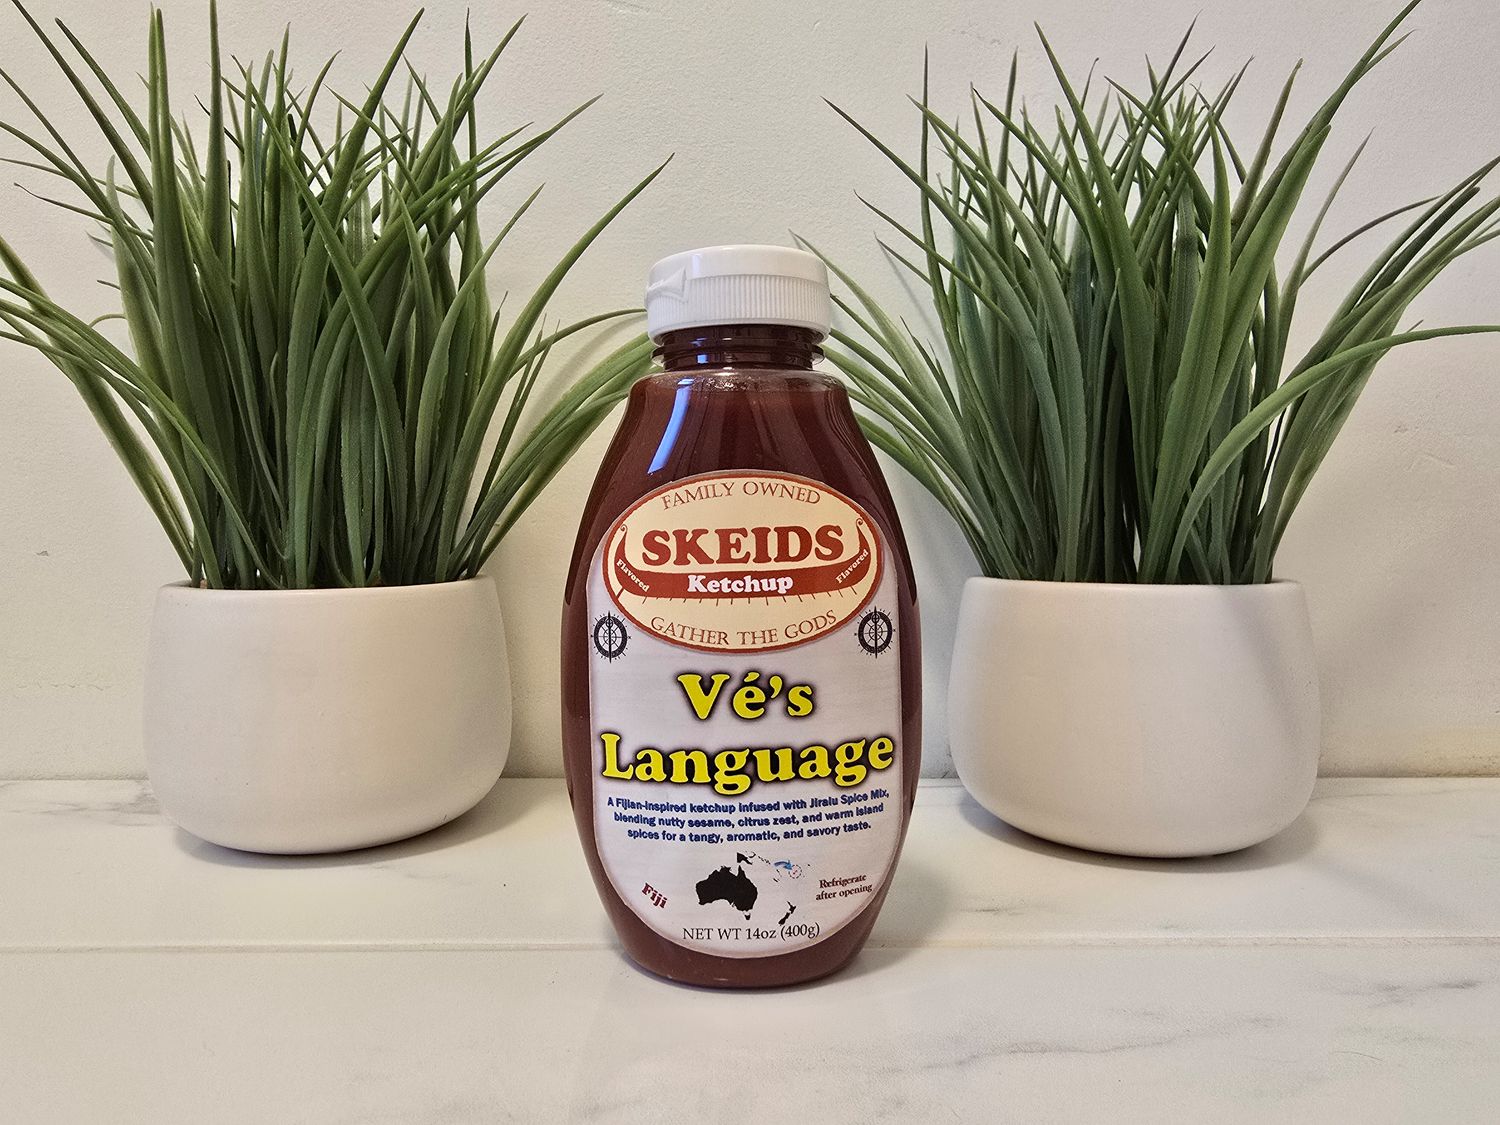 FAMILY OWNED
SKEIDS
Flavored
Ketchup
Flavored
GATHER THE GODS
Vé's
Language
A Fijian-inspired ketchup infused with Jiralu Spice Mix,
blending nutty sesame, citrus zest, and warm island
spices for a tangy, aromatic, and savory taste.
Fiji
Refrigerate
after opening
NET WT 14oz (400g)